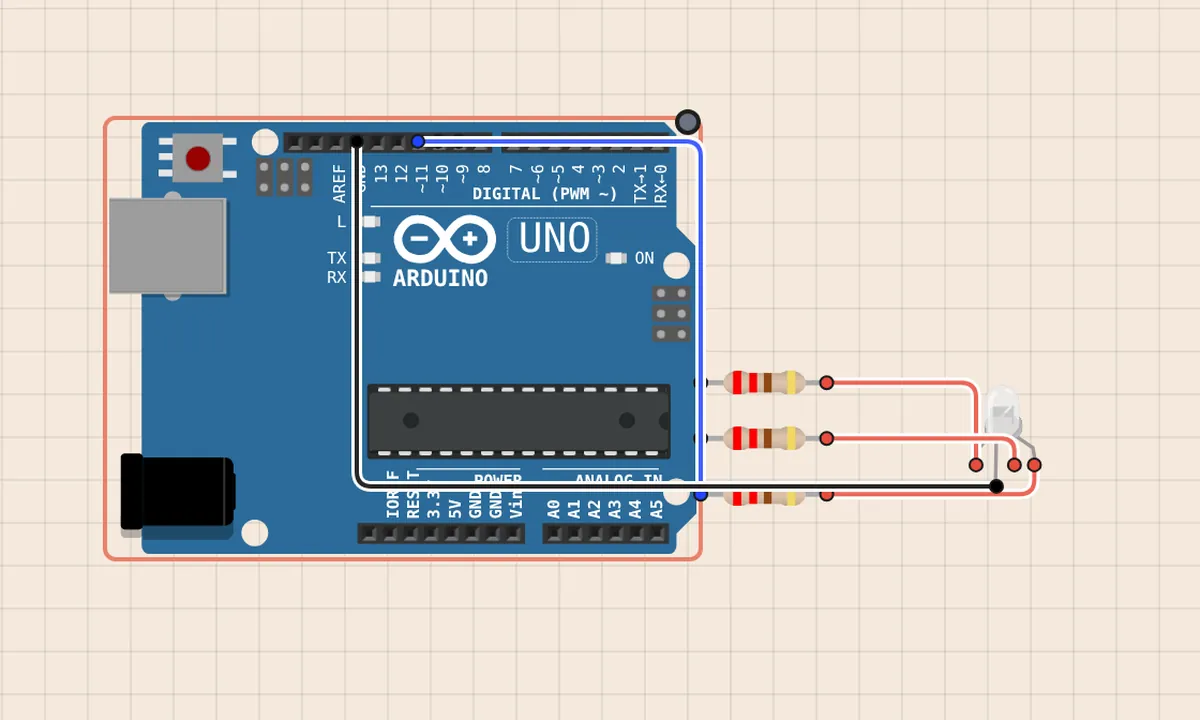 AREF
GND
13
12
~11
~10
~9
8
7
~6
~5
4
~3
2
TX→1
RX←0
DIGITAL (PWM ~)
L
TX
RX
UNO
ON
ARDUINO
POWER
ANALOG IN
IOREF
RESET
3.3V
5V
GND
GND
Vin
A0
A1
A2
A3
A4
A5